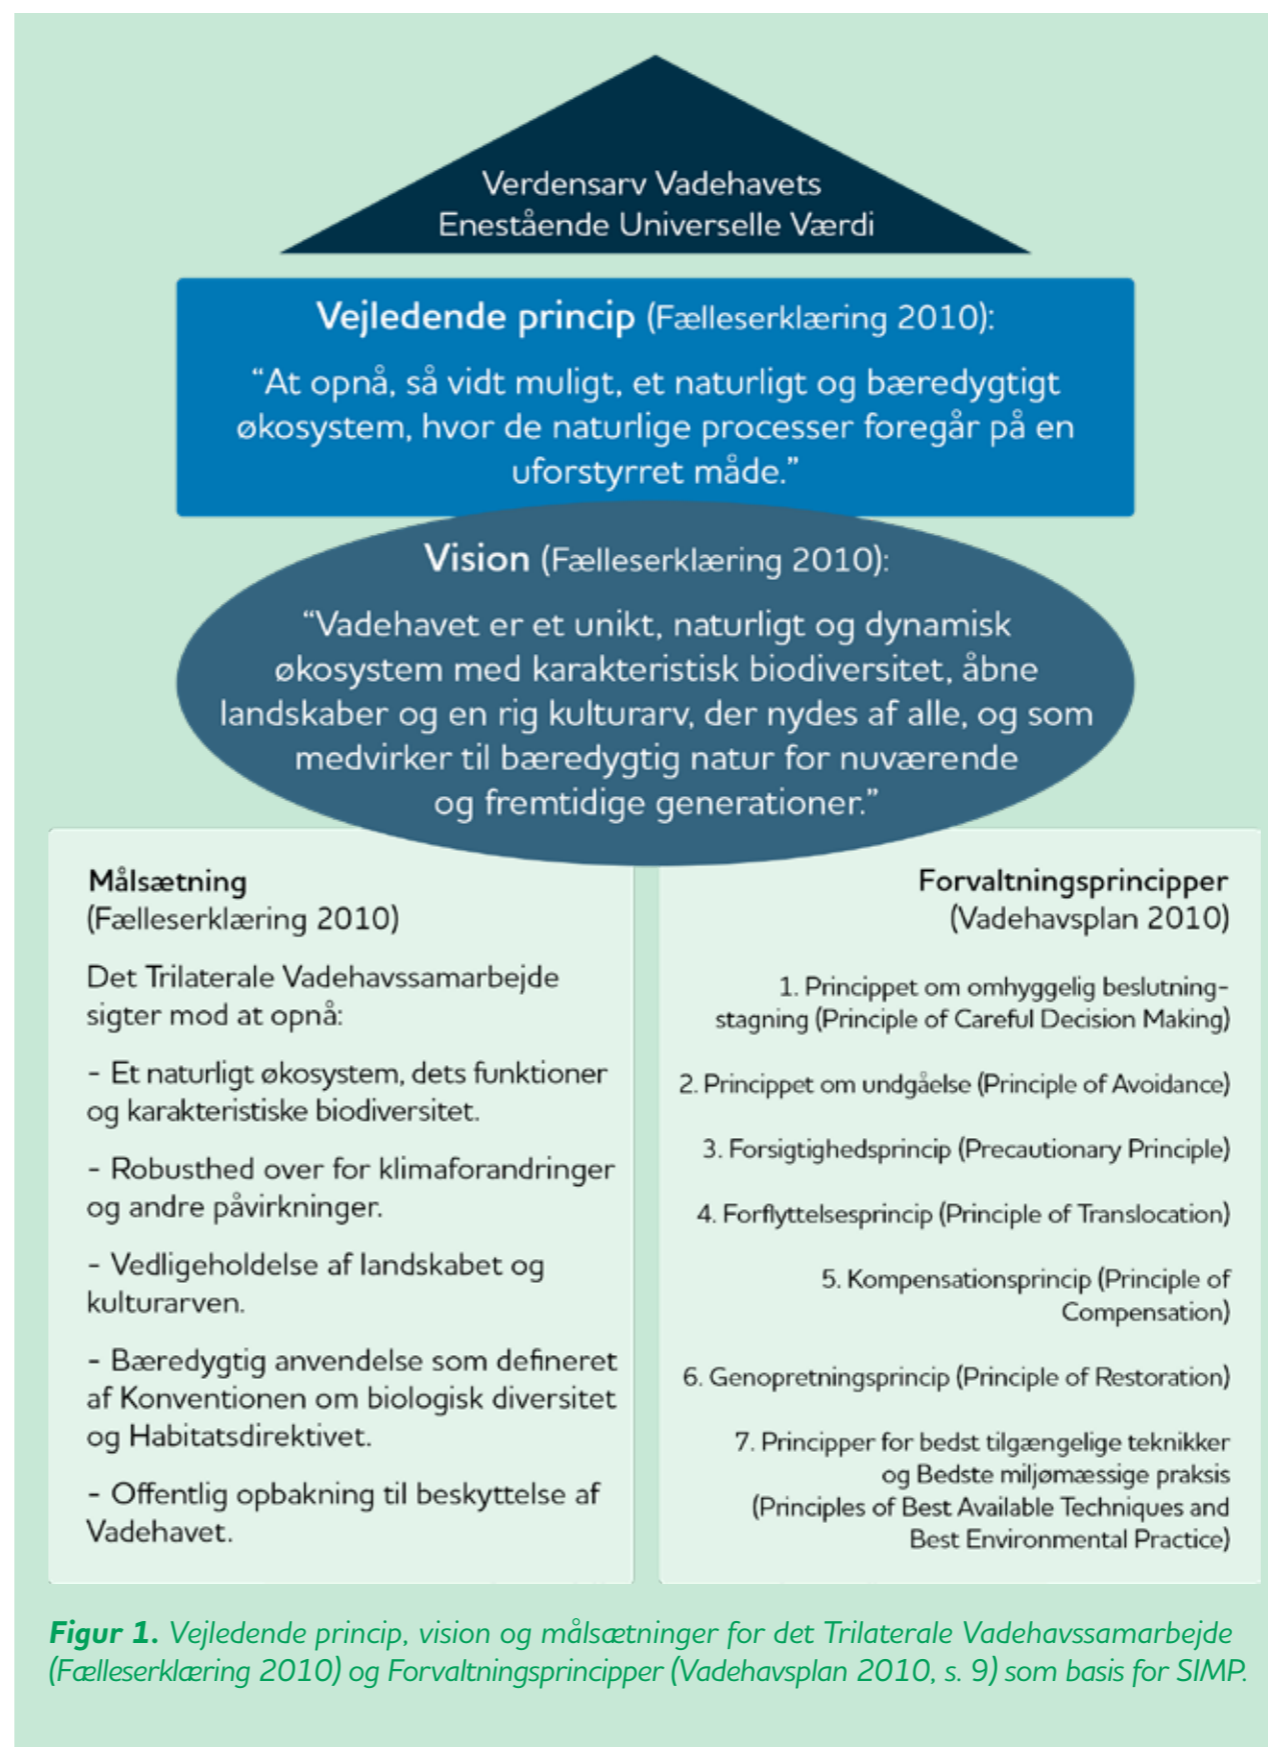 Verdensarv Vadehavets
Enestående Universelle Værdi
Vejledende princip (Fælleserklæring 2010):
“At opnå, så vidt muligt, et naturligt og bæredygtigt
økosystem, hvor de naturlige processer foregår på en
uforstyrret måde.”
Vision (Fælleserklæring 2010):
“Vadehavet er et unikt, naturligt og dynamisk
økosystem med karakteristisk biodiversitet, åbne
landskaber og en rig kulturarv, der nydes af alle, og som
medvirker til bæredygtig natur for nuværende
og fremtidige generationer.”
Målsætning
(Fælleserklæring 2010)
Det Trilaterale Vadehavssamarbejde
sigter mod at opnå:
- Et naturligt økosystem, dets funktioner
og karakteristiske biodiversitet.
- Robusthed over for klimaforandringer
og andre påvirkninger.
- Vedligeholdelse af landskabet og
kulturarven.
- Bæredygtig anvendelse som defineret
af Konventionen om biologisk diversitet
og Habitatsdirektivet.
- Offentlig opbakning til beskyttelse af
Vadehavet.
Forvaltningsprincipper
(Vadehavsplan 2010)
1. Princippet om omhyggelig beslutning-
stagning (Principle of Careful Decision Making)
2. Princippet om undgåelse (Principle of Avoidance)
3. Forsigtighedsprincip (Precautionary Principle)
4. Forflyttelsesprincip (Principle of Translocation)
5. Kompensationsprincip (Principle of
Compensation)
6. Genopretningsprincip (Principle of Restoration)
7. Principper for bedst tilgængelige teknikker
og Bedste miljømæssige praksis
(Principles of Best Available Techniques and
Best Environmental Practice)
Figur 1. Vejledende princip, vision og målsætninger for det Trilaterale Vadehavssamarbejde
(Fælleserklæring 2010) og Forvaltningsprincipper (Vadehavsplan 2010, s. 9) som basis for SIMP.